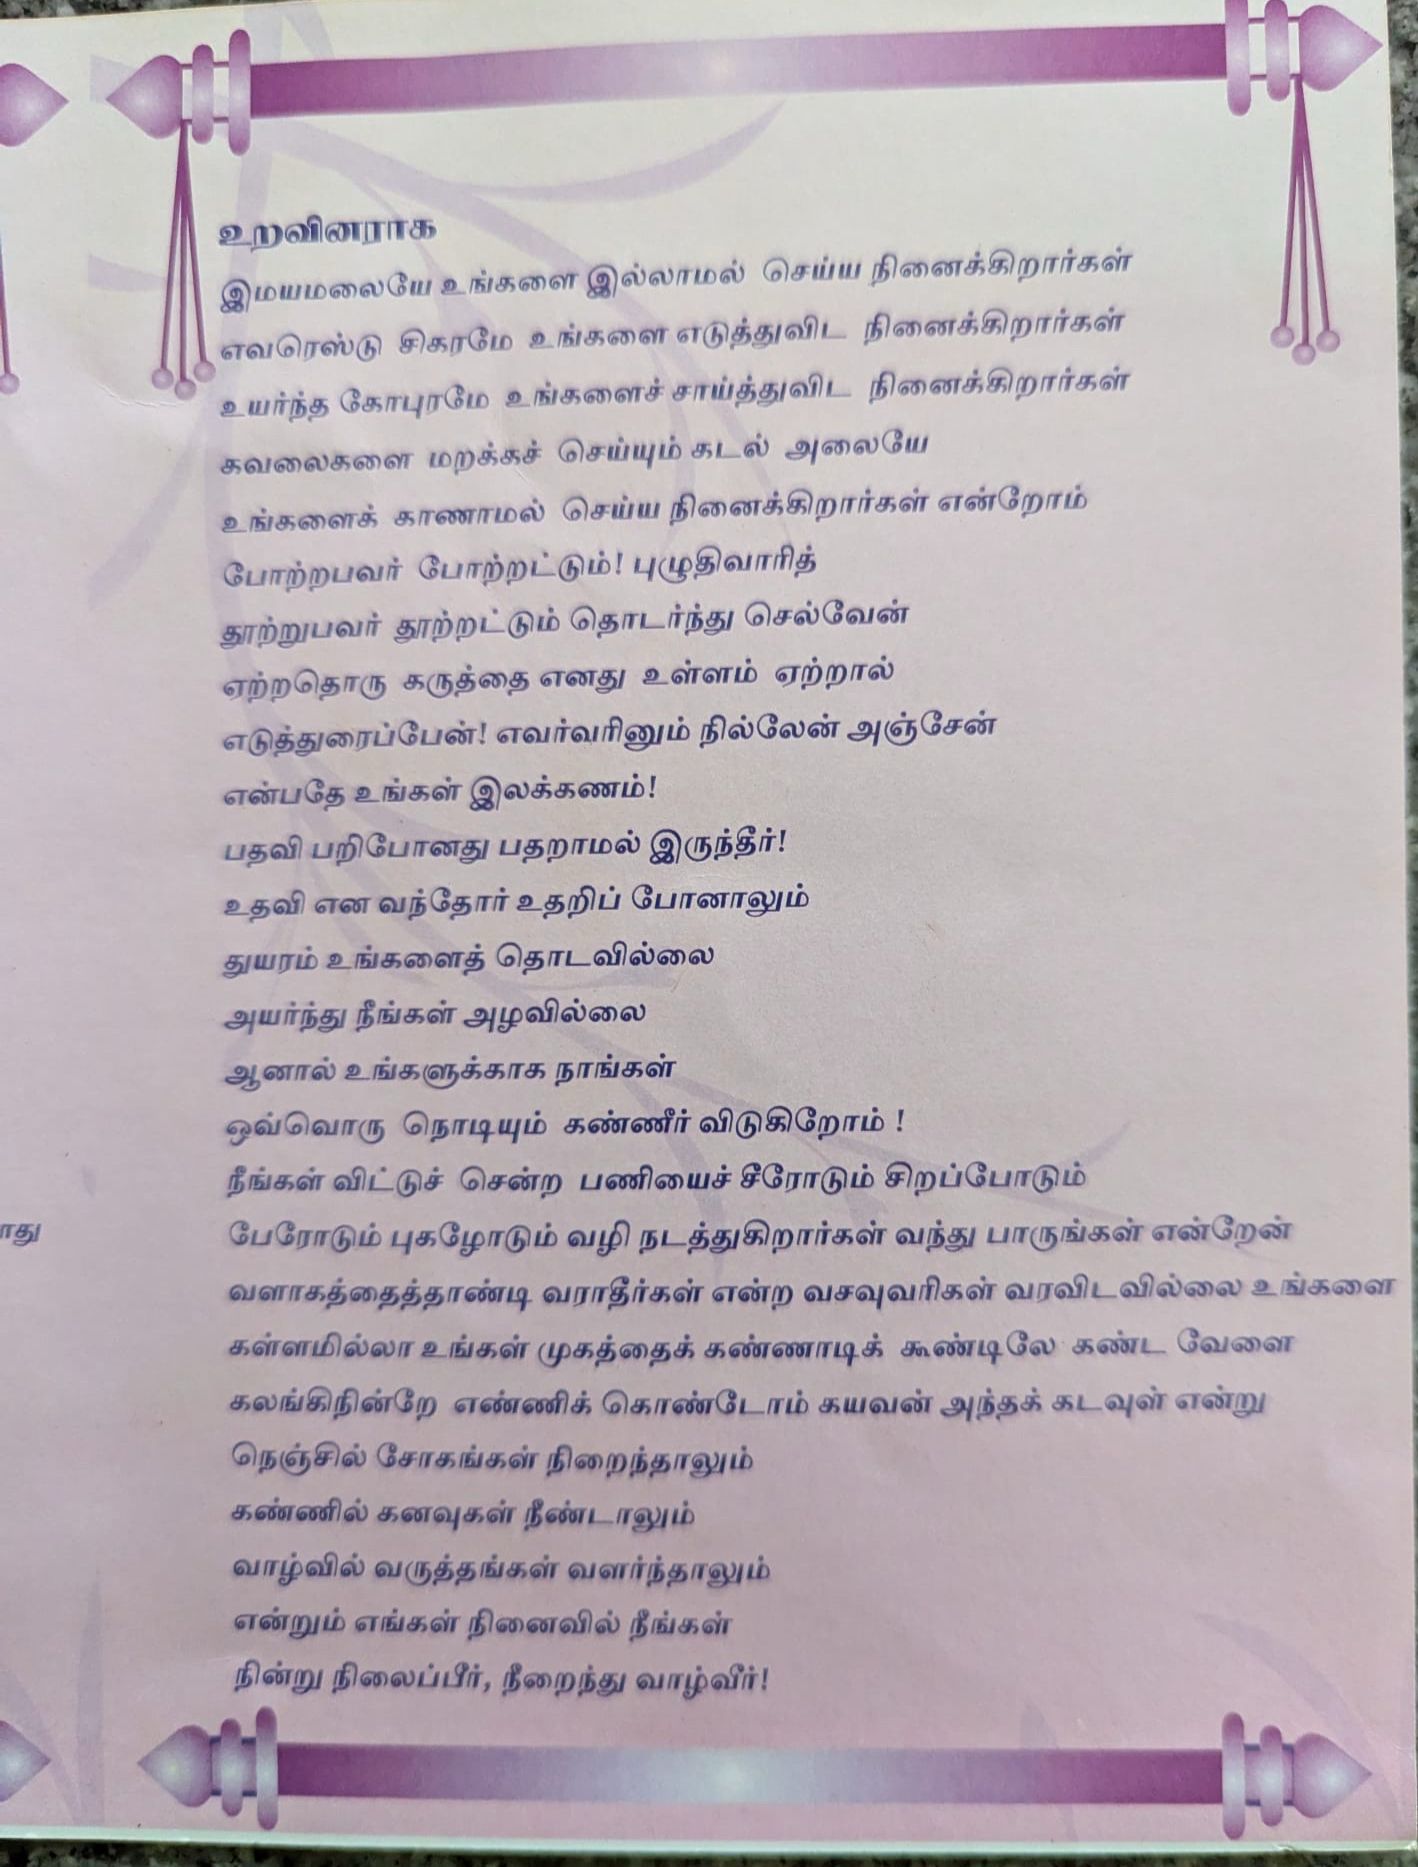 உறவினராக
இமயமலையே உங்களை இல்லாமல் செய்ய நினைக்கிறார்கள்
எவரெஸ்டு சிகரமே உங்களை எடுத்துவிட நினைக்கிறார்கள்
உயர்ந்த கோபுரமே உங்களைச் சாய்த்துவிட நினைக்கிறார்கள்
கவலைகளை மறக்கச் செய்யும் கடல் அலையே
உங்களைக் காணாமல் செய்ய நினைக்கிறார்கள் என்றோம்
போற்றபவர் போற்றட்டும்! புழுதிவாரித்
தூற்றுபவர் தூற்றட்டும் தொடர்ந்து செல்வேன்
ஏற்றதொரு கருத்தை எனது உள்ளம் ஏற்றால்
எடுத்துரைப்பேன்! எவர்வரினும் நில்லேன் அஞ்சேன்
என்பதே உங்கள் இலக்கணம்!
பதவி பறிபோனது பதறாமல் இருந்தீர்!
உதவி என வந்தோர் உதறிப் போனாலும்
துயரம் உங்களைத் தொடவில்லை
அயர்ந்து நீங்கள் அழவில்லை
ஆனால் உங்களுக்காக நாங்கள்
ஒவ்வொரு நொடியும் கண்ணீர் விடுகிறோம் !
நீங்கள் விட்டுச் சென்ற பணியைச் சீரோடும் சிறப்போடும்
பேரோடும் புகழோடும் வழி நடத்துகிறார்கள் வந்து பாருங்கள் என்றேன்
வளாகத்தைத்தாண்டி வராதீர்கள் என்ற வசவுவரிகள் வரவிடவில்லை உங்களை
கள்ளமில்லா உங்கள் முகத்தைக் கண்ணாடிக் கூண்டிலே கண்ட வேளை
கலங்கிநின்றே எண்ணிக் கொண்டோம் கயவன் அந்தக் கடவுள் என்று
நெஞ்சில் சோகங்கள் நிறைந்தாலும்
கண்ணில் கனவுகள் நீண்டாலும்
வாழ்வில் வருத்தங்கள் வளர்ந்தாலும்
என்றும் எங்கள் நினைவில் நீங்கள்
நின்று நிலைப்பீர், நீறைந்து வாழ்வீர்!